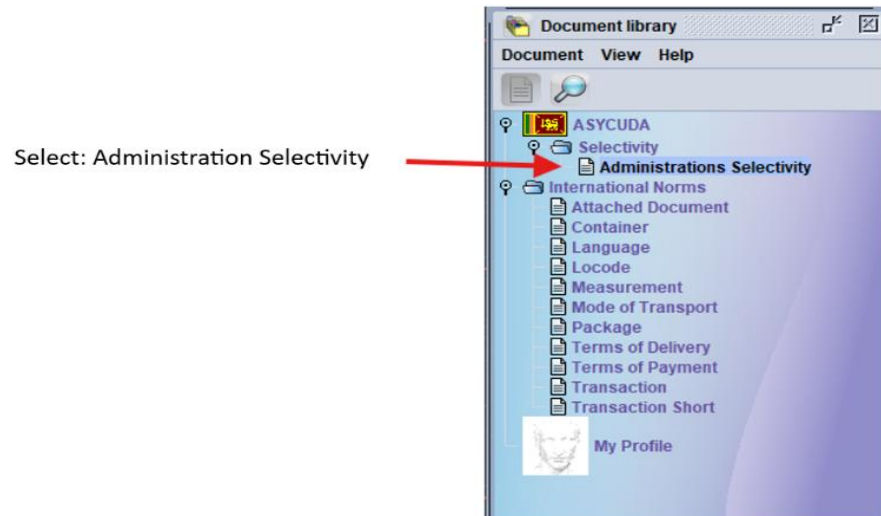 Document library
Document View Help
ASYCUDA
Selectivity
Select: Administration Selectivity
Administrations Selectivity
International Norms
Attached Document
Container
Language
Locode
Measurement
Mode of Transport
Package
Terms of Delivery
Terms of Payment
Transaction
Transaction Short
My Profile